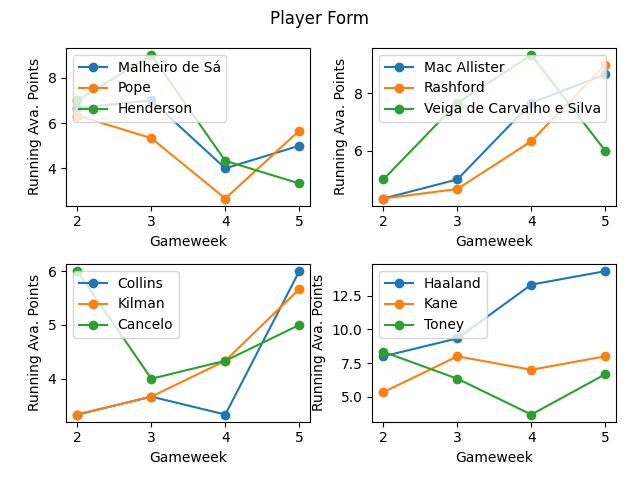 Player Form
Running Ava. Points
8
6
4
Malheiro de Sá
Pope
Henderson
2 3 4 5
Gameweek
Running Ava. Points
8
6
Mac Allister
Rashford
Veiga de Carvalho e Silva
2 3 4 5
Gameweek
Running Ava. Points
6
5
4
Collins
Kilman
Cancelo
2 3 4 5
Gameweek
Running Ava. Points
12.5
10.0
7.5
5.0
Haaland
Kane
Toney
2 3 4 5
Gameweek